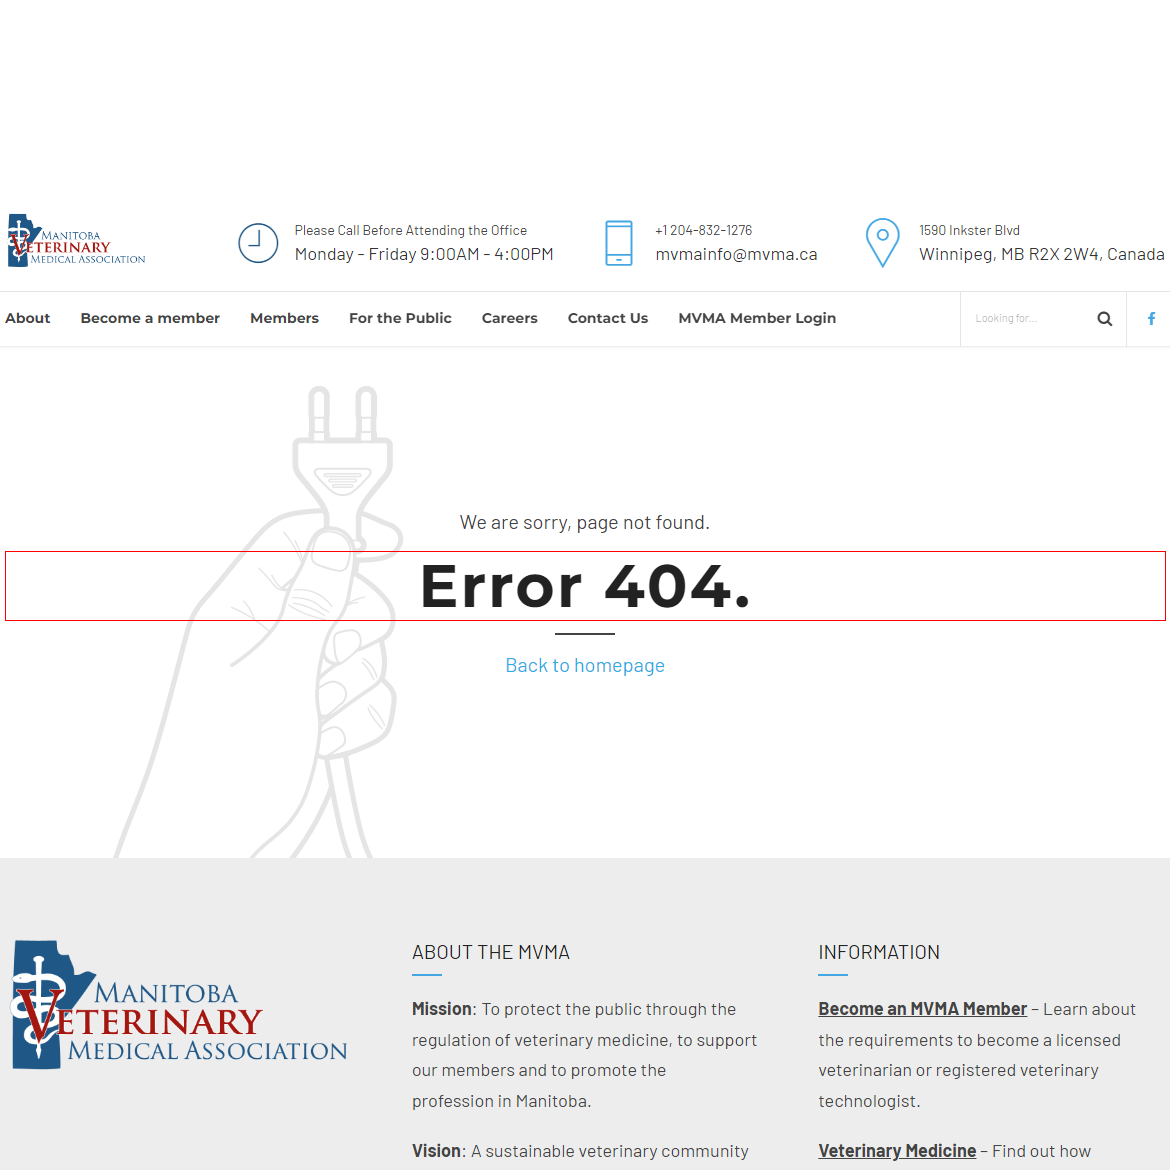 MANITOBA
VETERINARY
MEDICAL ASSOCIATION
Please Call Before Attending the Office
Monday - Friday 9:00AM - 4:00PM
+1 204-832-1276
mvmainfo@mvma.ca
1590 Inkster Blvd
Winnipeg, MB R2X 2W4, Canada
About
Become a member
Members
For the Public
Careers
Contact Us
MVMA Member Login
Looking for...
We are sorry, page not found.
Error 404.
Back to homepage
MANITOBA
VETERINARY
MEDICAL ASSOCIATION
ABOUT THE MVMA
Mission: To protect the public through the
regulation of veterinary medicine, to support
our members and to promote the
profession in Manitoba.
Vision: A sustainable veterinary community
INFORMATION
Become an MVMA Member – Learn about
the requirements to become a licensed
veterinarian or registered veterinary
technologist.
Veterinary Medicine – Find out how